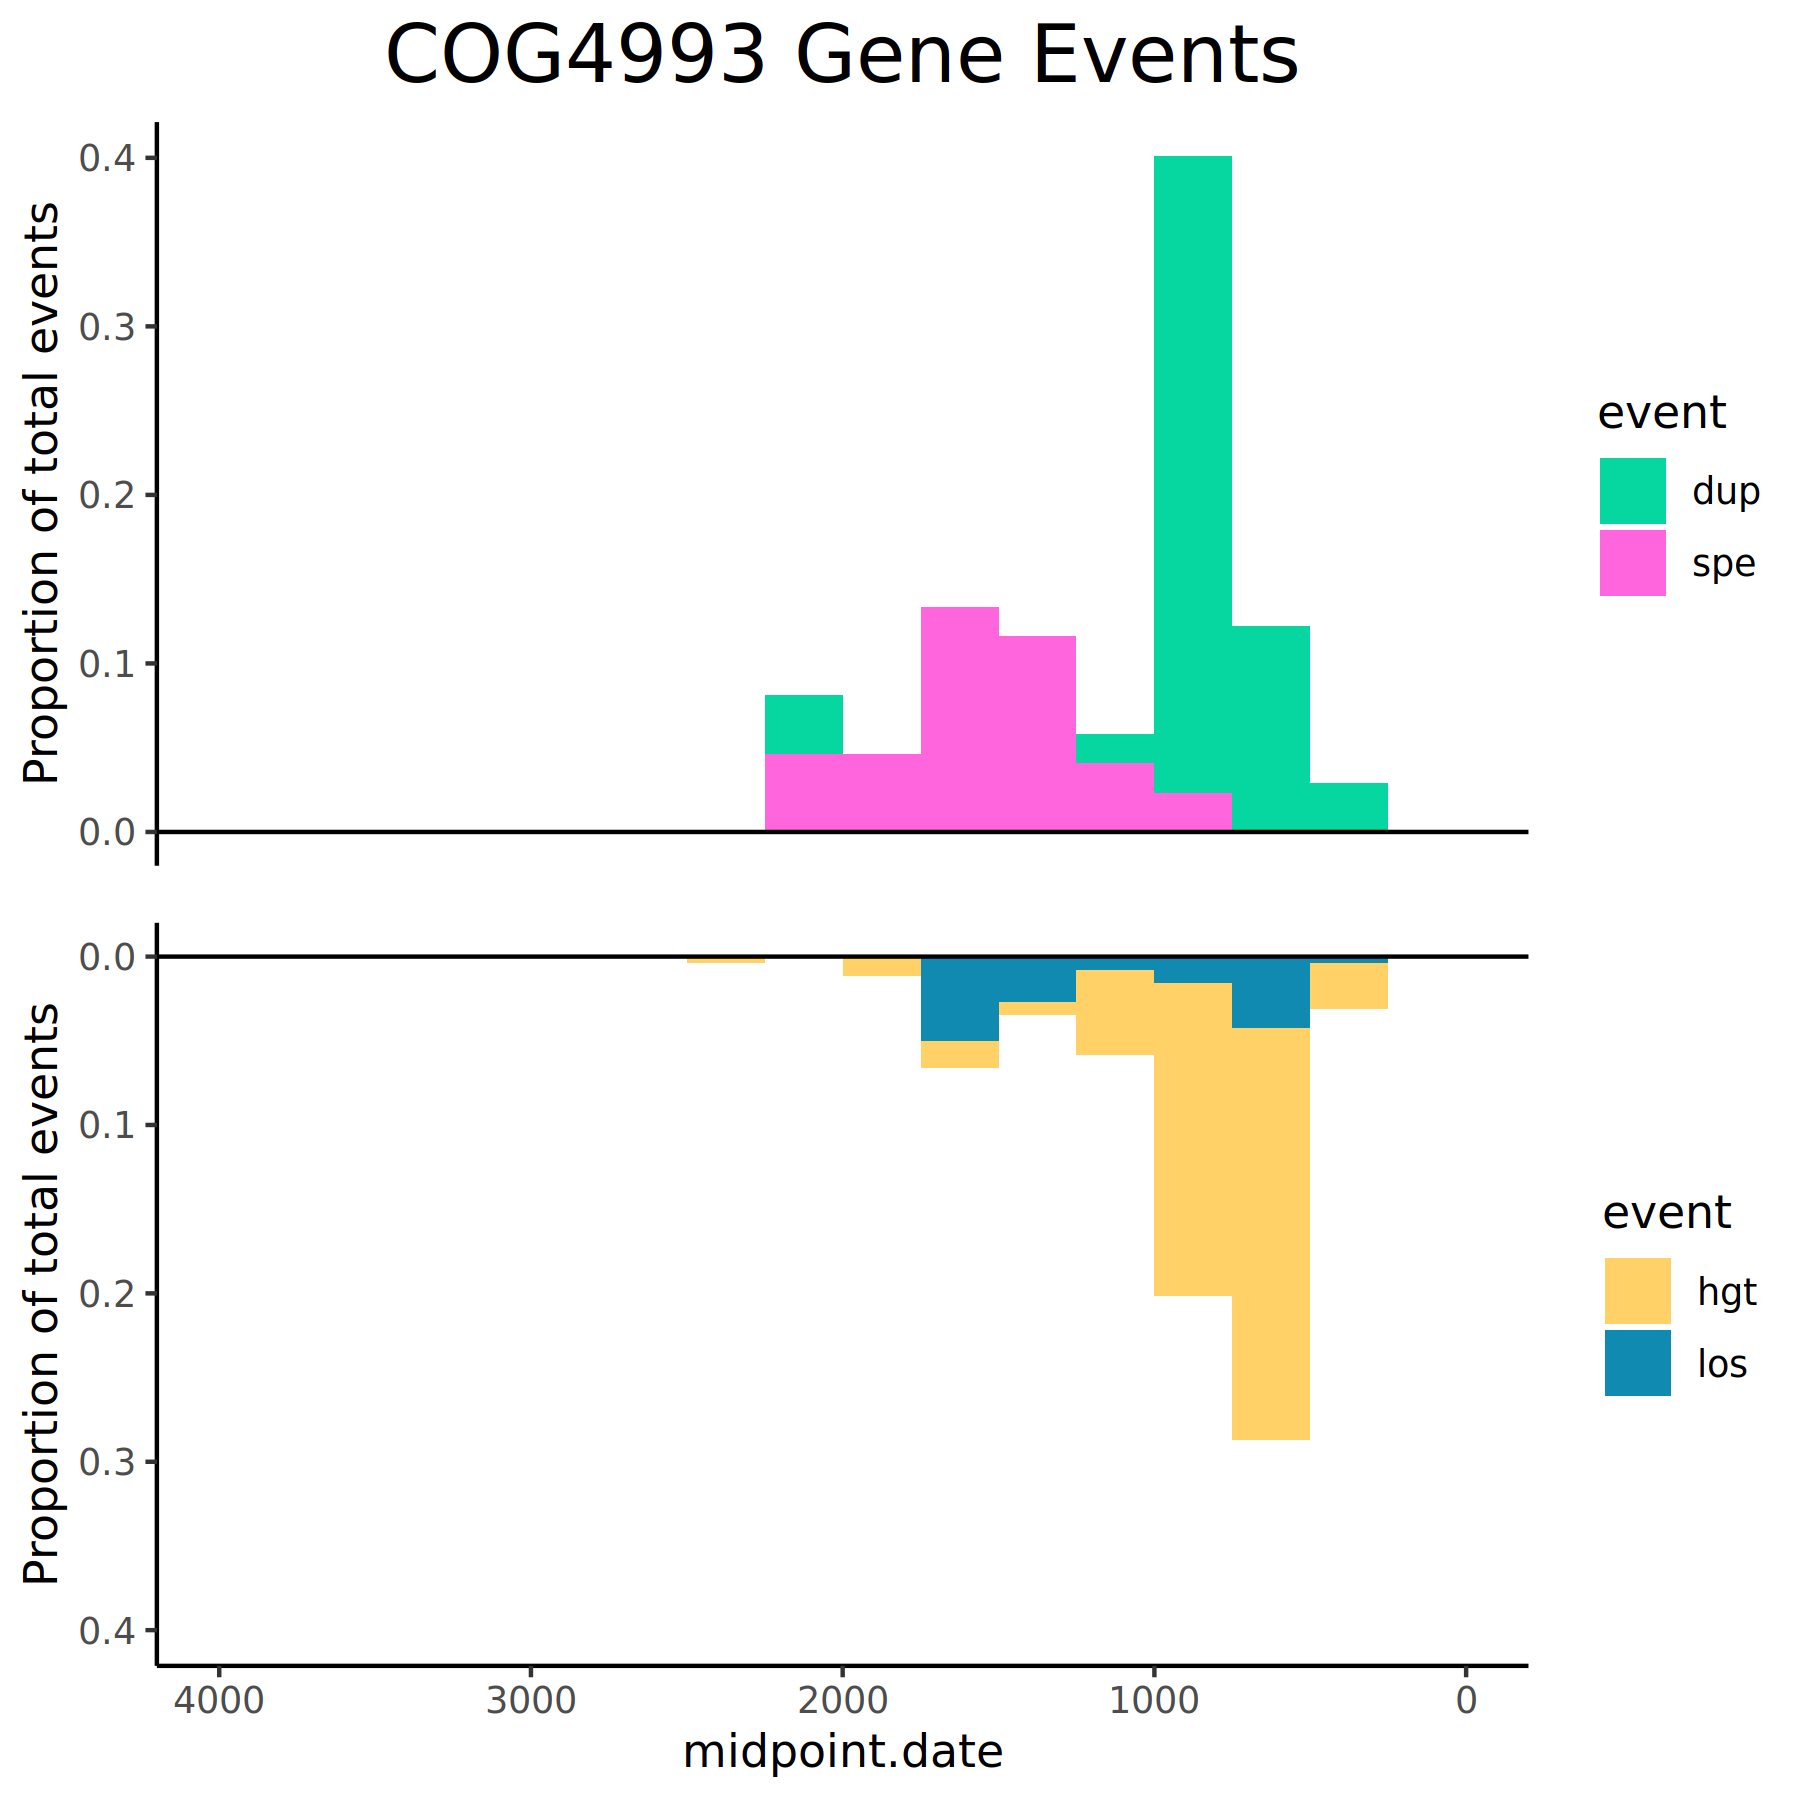 COG4993 Gene Events
Proportion of total events
0.4
0.3
0.2
0.1
0.0
event
dup
spe
Proportion of total events
0.0
0.1
0.2
0.3
0.4
event
hgt
los
4000 3000 2000 1000 0
midpoint.date